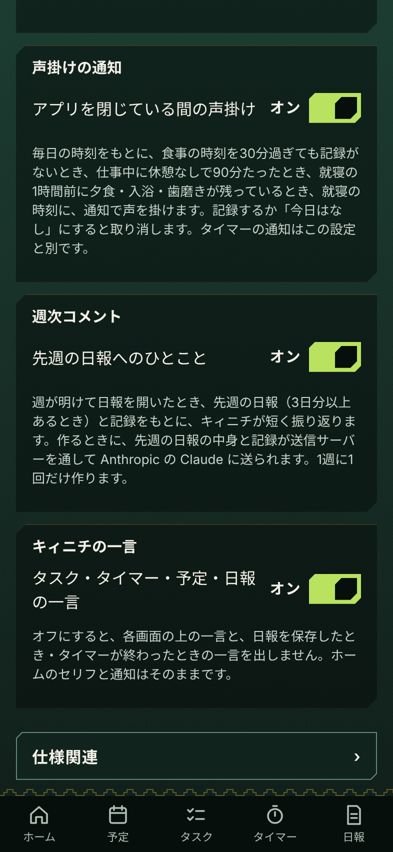 声掛けの通知
アプリを閉じている間の声掛け オン
毎日の時刻をもとに、食事の時刻を30分過ぎても記録が
ないとき、仕事中に休憩なしで90分たったとき、就寝の
1時間前に夕食・入浴・歯磨きが残っているとき、就寝の
時刻に、通知で声を掛けます。記録するか「今日はな
し」にすると取り消します。タイマーの通知はこの設定
と別です。
週次コメント
先週の日報へのひとこと オン
週が明けて日報を開いたとき、先週の日報（3日分以上
あるとき）と記録をもとに、キィニチが短く振り返りま
す。作るときに、先週の日報の中身と記録が送信サーバ
ーを通して Anthropic の Claude に送られます。1週に1
回だけ作ります。
キィニチの一言
タスク・タイマー・予定・日報
の一言 オン
オフにすると、各画面の上の一言と、日報を保存したと
き・タイマーが終わったときの一言を出しません。ホー
ムのセリフと通知はそのままです。
仕様関連 ›
ホーム 予定 タスク タイマー 日報